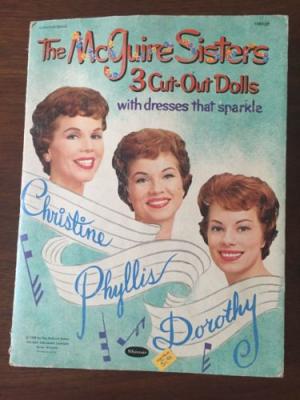 The McGuire Sisters
3 Cut-Out Dolls
with dresses that sparkle
Christine
Phyllis
Dorothy
Whitman